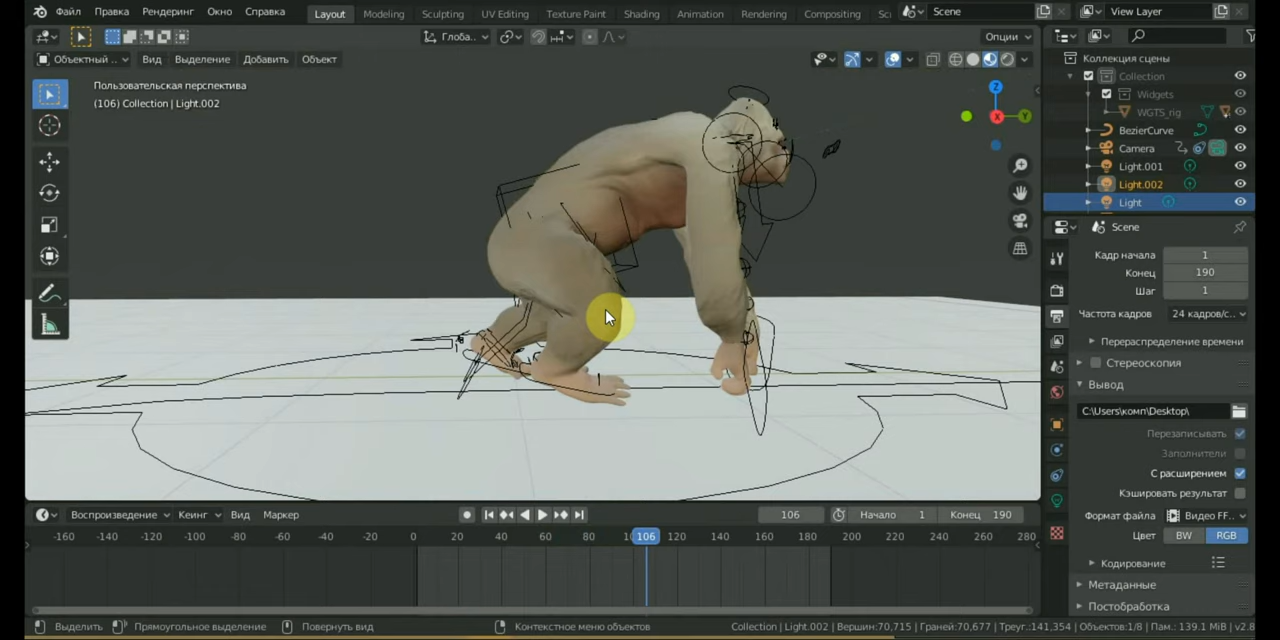 Файл Правка Рендеринг Окно Справка Layout Modeling Sculpting UV Editing Texture Paint Shading Animation Rendering Compositing Sc Scene View Layer
Глоба.. Опции
Объектный .. Вид Выделение Добавить Объект
Пользовательская перспектива
(106) Collection | Light.002
Z
X
Y
Коллекция сцены
Collection
Widgets
WGTS_rig
BezierCurve
Camera
Light.001
Light.002
Light
Scene
Кадр начала 1
Конец 190
Шаг 1
Частота кадров 24 кадров/с..
Перераспределение времени
Стереоскопия
Вывод
C:\Users\комп\Desktop\
Перезаписывать
Заполнители
С расширением
Кэшировать результат
Формат файла Видео FF..
Цвет BW RGB
Кодирование
Метаданные
Постобработка
Воспроизведение Кеинг Вид Маркер 106 Начало 1 Конец 190
-160 -140 -120 -100 -80 -60 -40 -20 0 20 40 60 80 106 120 140 160 180 200 220 240 260 280
Выделить Прямоугольное выделение Повернуть вид Контекстное меню объектов Collection | Light.002 | Вершин:70,715 | Граней:70,677 | Треуг.:141,354 | Объектов:1/8 | Пам.: 139.1 MiB | v2.8